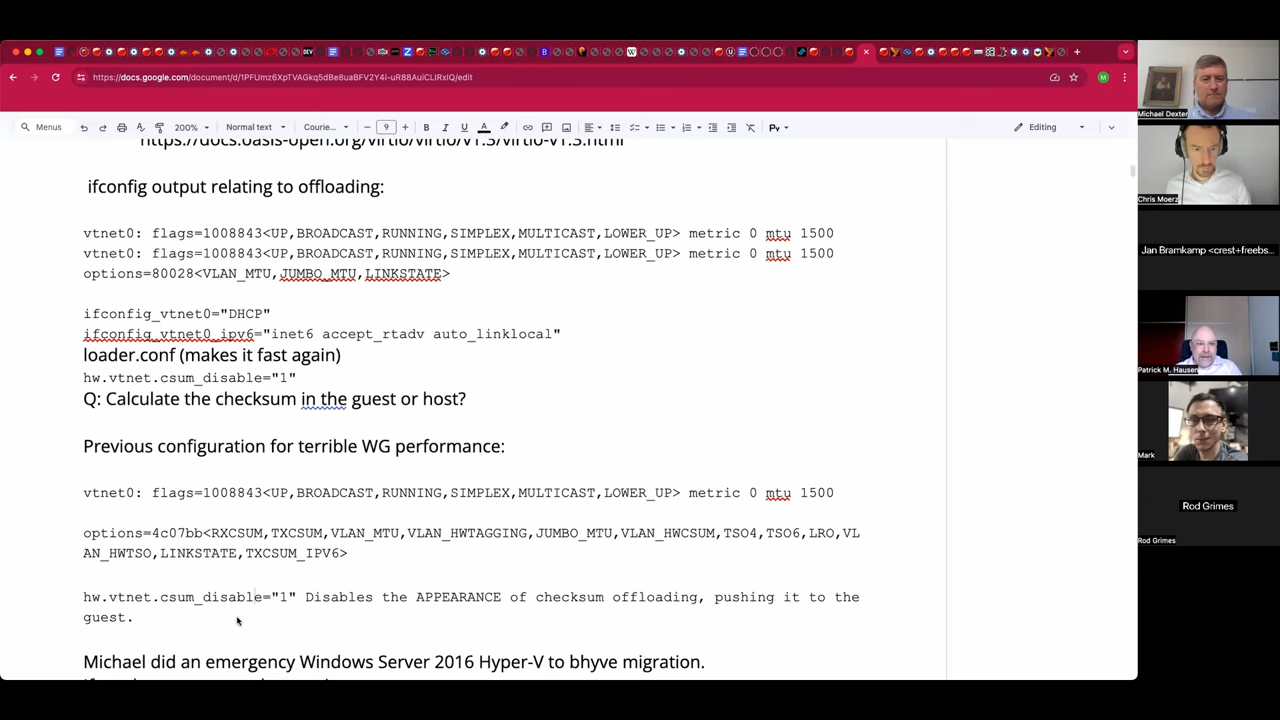 DEV
https://docs.google.com/document/d/1PFUmz6XpTVAGkq5dBe8uaBFV2Y4i-uR88AuiCLIRxIQ/edit
Menus
200%
Normal text
Courie...
9
Editing
https://docs.oasis-open.org/virtio/virtio/v1.3/virtio-v1.3.html
ifconfig output relating to offloading:
vtnet0: flags=1008843<UP,BROADCAST,RUNNING,SIMPLEX,MULTICAST,LOWER_UP> metric 0 mtu 1500
vtnet0: flags=1008843<UP,BROADCAST,RUNNING,SIMPLEX,MULTICAST,LOWER_UP> metric 0 mtu 1500
options=80028<VLAN_MTU,JUMBO_MTU,LINKSTATE>
ifconfig_vtnet0="DHCP"
ifconfig_vtnet0_ipv6="inet6 accept_rtadv auto_linklocal"
loader.conf (makes it fast again)
hw.vtnet.csum_disable="1"
Q: Calculate the checksum in the guest or host?
Previous configuration for terrible WG performance:
vtnet0: flags=1008843<UP,BROADCAST,RUNNING,SIMPLEX,MULTICAST,LOWER_UP> metric 0 mtu 1500
options=4c07bb<RXCSUM,TXCSUM,VLAN_MTU,VLAN_HWTAGGING,JUMBO_MTU,VLAN_HWCSUM,TSO4,TSO6,LRO,VL
AN_HWTSO,LINKSTATE,TXCSUM_IPV6>
hw.vtnet.csum_disable="1" Disables the APPEARANCE of checksum offloading, pushing it to the
guest.
Michael did an emergency Windows Server 2016 Hyper-V to bhyve migration.
Michael Dexter
Chris Moerz
Jan Bramkamp <crest+freebs...
Patrick M. Hausen
Mark
Rod Grimes
Rod Grimes